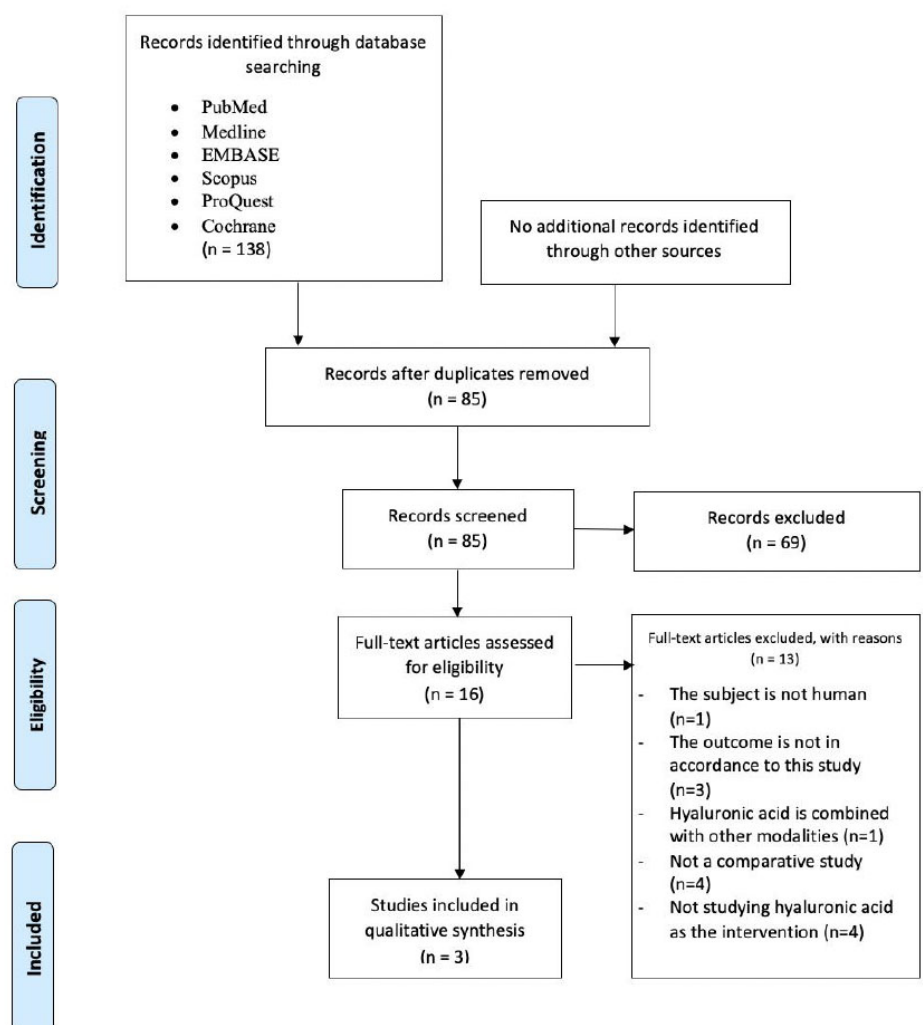 Records identified through database
searching
• PubMed
• Medline
• EMBASE
• Scopus
• ProQuest
• Cochrane
(n = 138)
Identification
No additional records identified
through other sources
Records after duplicates removed
(n = 85)
Screening
Records screened
(n = 85)
Records excluded
(n = 69)
Eligibility
Full-text articles assessed
for eligibility
(n = 16)
Full-text articles excluded, with reasons
(n = 13)
- The subject is not human
(n=1)
- The outcome is not in
accordance to this study
(n=3)
- Hyaluronic acid is combined
with other modalities (n=1)
- Not a comparative study
(n=4)
- Not studying hyaluronic acid
as the intervention (n=4)
Included
Studies included in
qualitative synthesis
(n = 3)